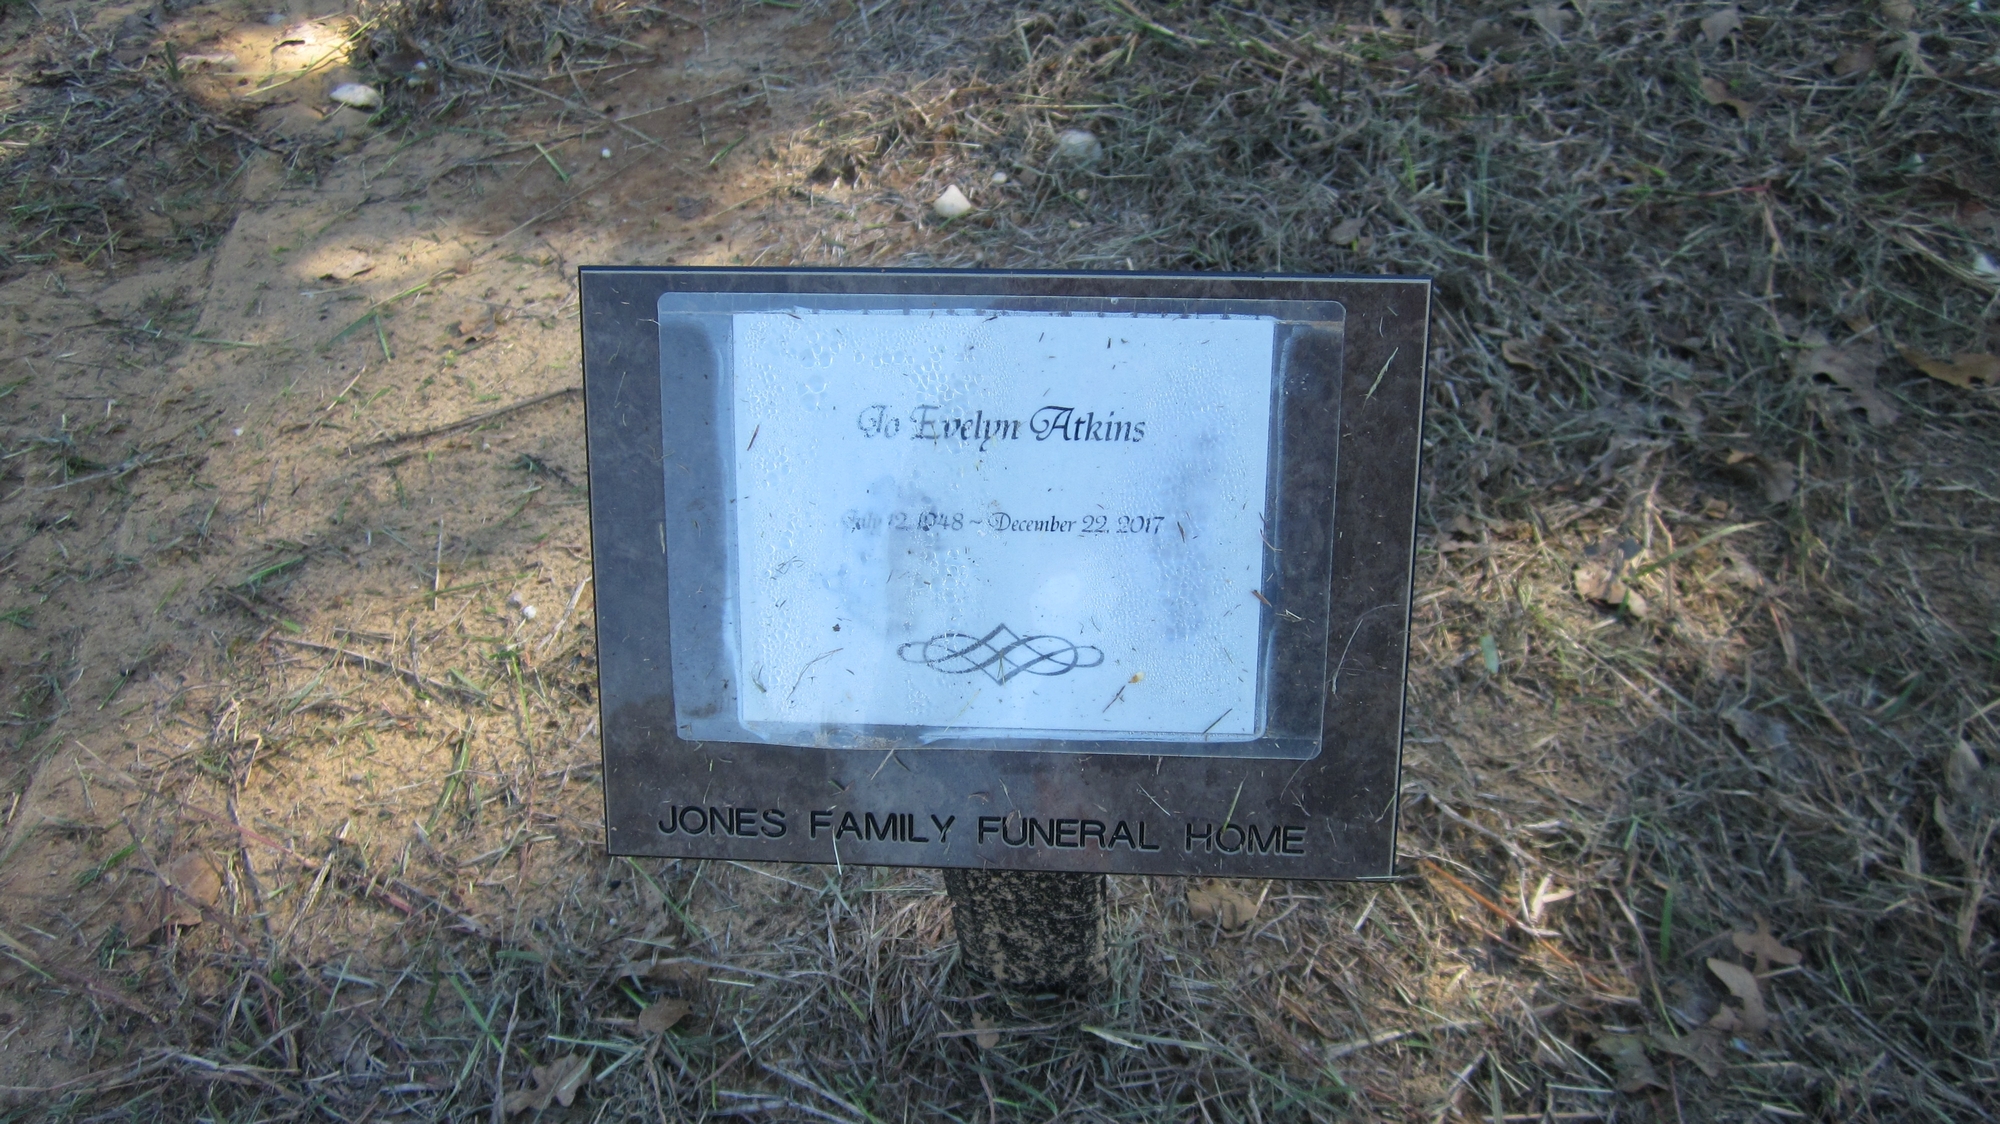 Jo Evelyn Atkins
July 12, 1948 ~ December 22, 2017
JONES FAMILY FUNERAL HOME